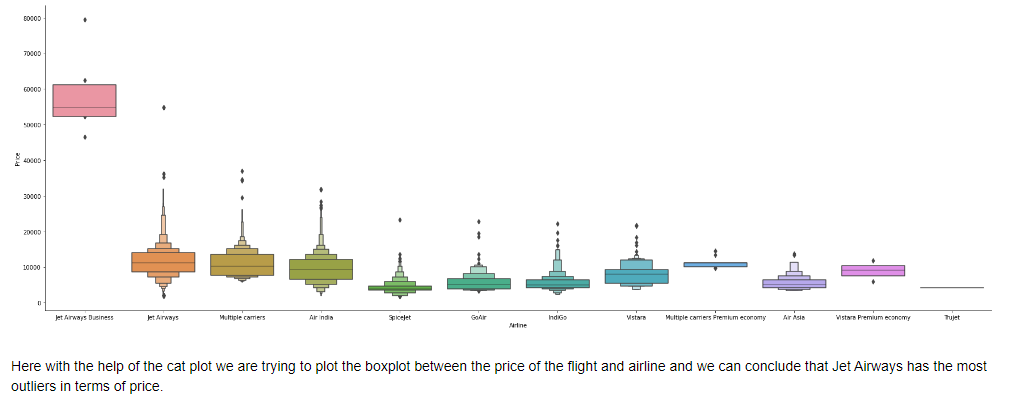 80000
70000
60000
50000
40000
30000
20000
10000
0
Price
Jet Airways Business Jet Airways Multiple carriers Air India SpiceJet GoAir IndiGo Vistara Multiple carriers Premium economy Air Asia Vistara Premium economy Trujet
Airline
Here with the help of the cat plot we are trying to plot the boxplot between the price of the flight and airline and we can conclude that Jet Airways has the most
outliers in terms of price.